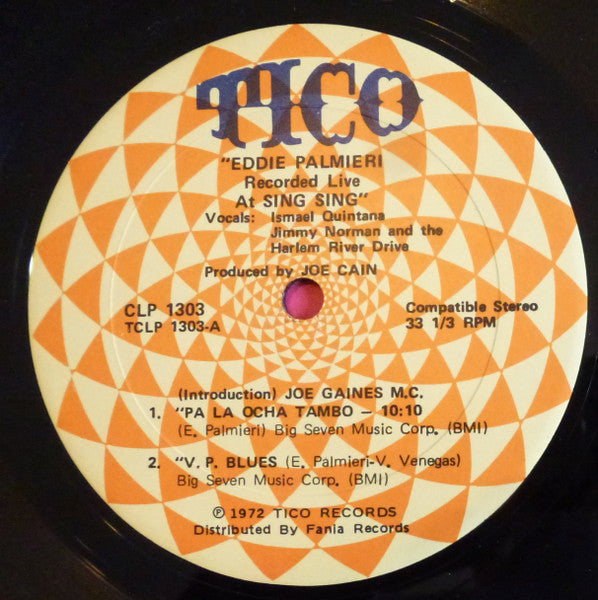 TICO
"EDDIE PALMIERI
Recorded Live
At SING SING"
Vocals: Ismael Quintana
Jimmy Norman and the
Harlem River Drive
Produced by JOE CAIN
CLP 1303
TCLP 1303-A
Compatible Stereo
33 1/3 RPM
(Introduction) JOE GAINES M.C.
1. "PA LA OCHA TAMBO – 10:10
(E. Palmieri) Big Seven Music Corp. (BMI)
2. "V. P. BLUES (E. Palmieri-V. Venegas)
Big Seven Music Corp. (BMI)
℗ 1972 TICO RECORDS
Distributed By Fania Records